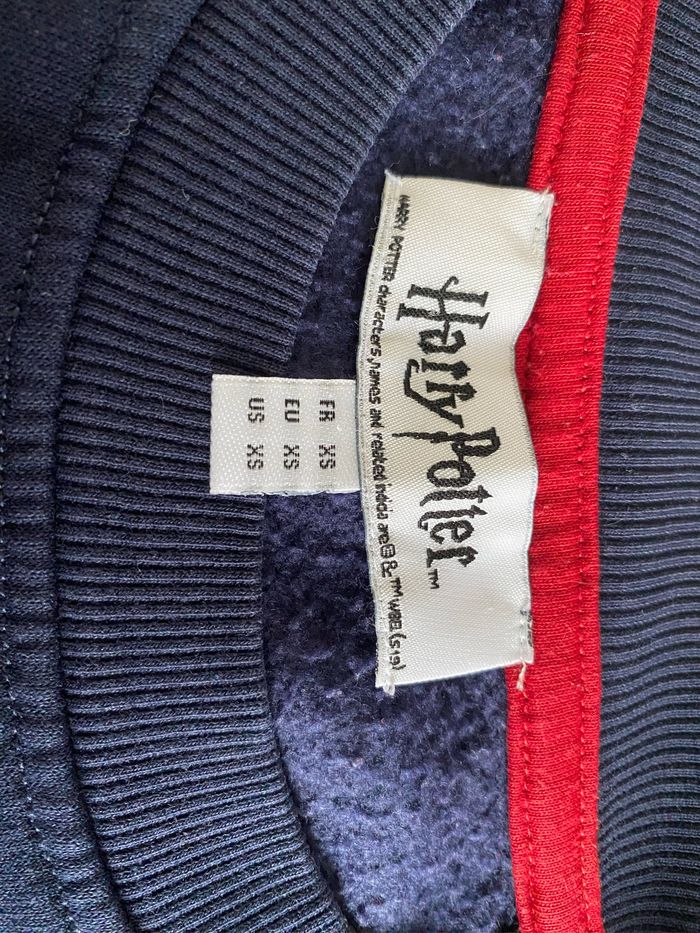 Harry Potter™
HARRY POTTER characters, names and related indicia are © & ™ WBEI (s19)
FR XS
EU XS
US XS